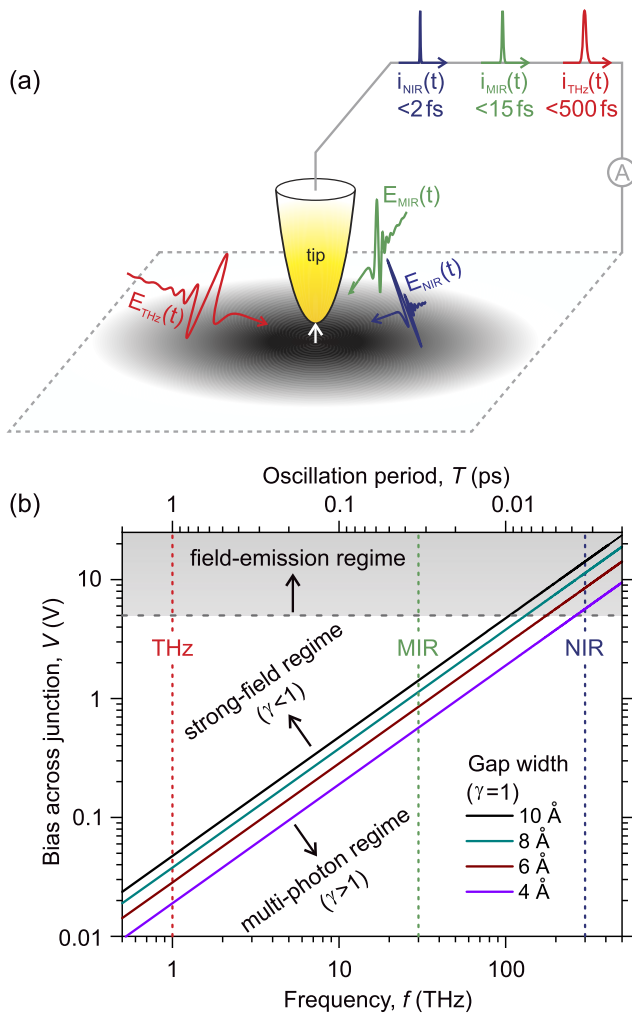 (a)
i_NIR(t) i_MIR(t) i_THz(t)
<2 fs <15 fs <500 fs
A
E_MIR(t)
tip
E_NIR(t)
E_THz(t)
(b)
Oscillation period, T (ps)
1 0.1 0.01
field-emission regime
10
THz MIR NIR
strong-field regime
(γ<1)
1
Bias across junction, V (V)
Gap width
(γ=1)
10 Å
8 Å
6 Å
4 Å
0.1
multi-photon regime
(γ>1)
0.01
1 10 100
Frequency, f (THz)